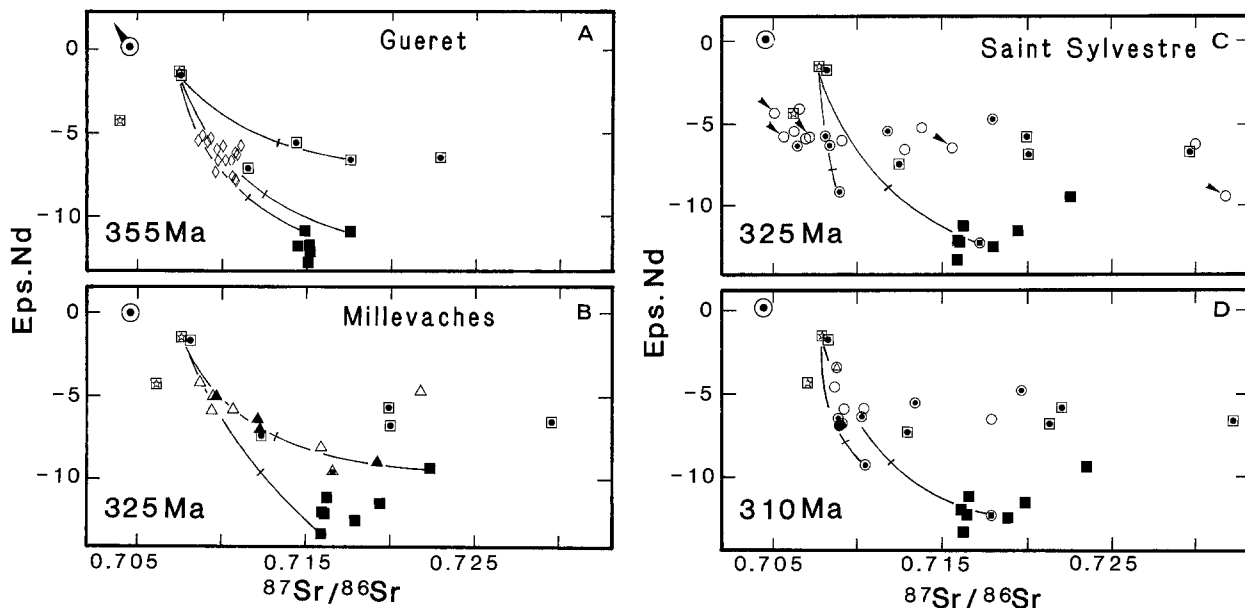 Gueret A
0
-5
-10
355Ma
Millevaches B
0
-5
-10
325Ma
0.705 0.715 0.725
87Sr/86Sr
Eps.Nd
Saint Sylvestre C
0
-5
-10
325Ma
D
0
-5
-10
310Ma
0.705 0.715 0.725
87Sr/86Sr
Eps.Nd